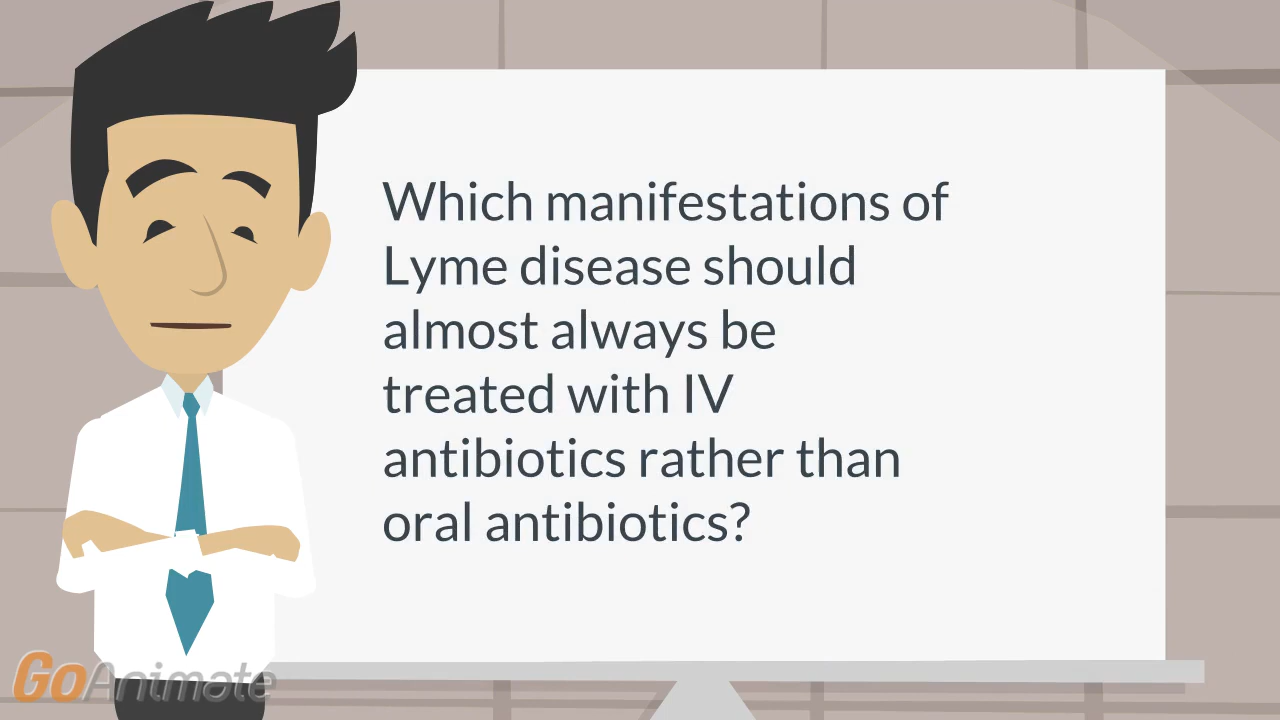 Which manifestations of
Lyme disease should
almost always be
treated with IV
antibiotics rather than
oral antibiotics?
GoAnimate